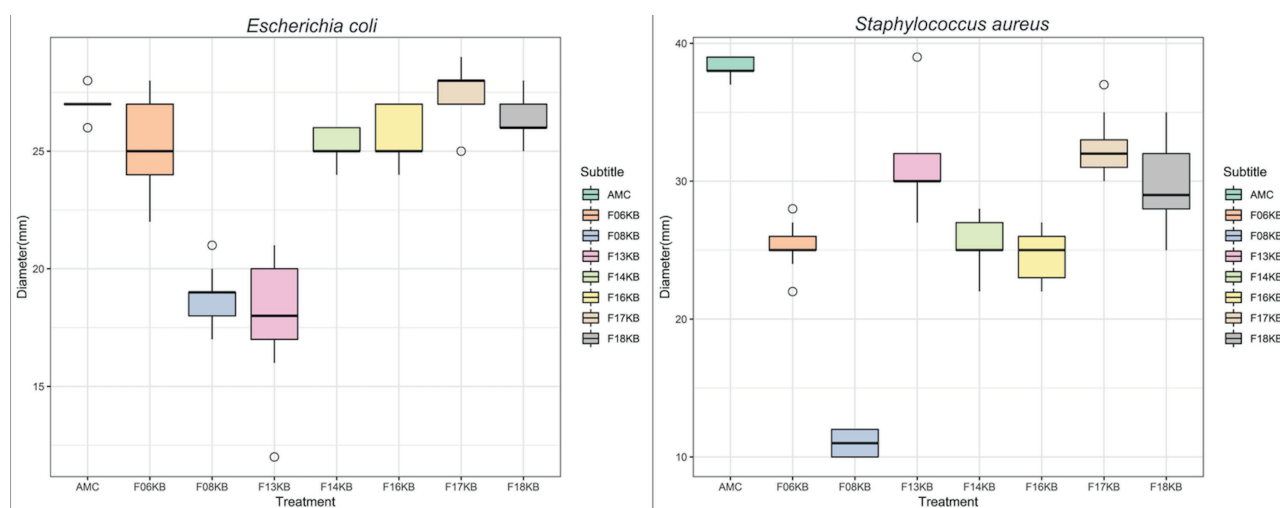 Escherichia coli
Diameter(mm)
25
20
15
AMC F06KB F08KB F13KB F14KB F16KB F17KB F18KB
Treatment
Subtitle
AMC
F06KB
F08KB
F13KB
F14KB
F16KB
F17KB
F18KB
Staphylococcus aureus
Diameter(mm)
40
30
20
10
AMC F06KB F08KB F13KB F14KB F16KB F17KB F18KB
Treatment
Subtitle
AMC
F06KB
F08KB
F13KB
F14KB
F16KB
F17KB
F18KB